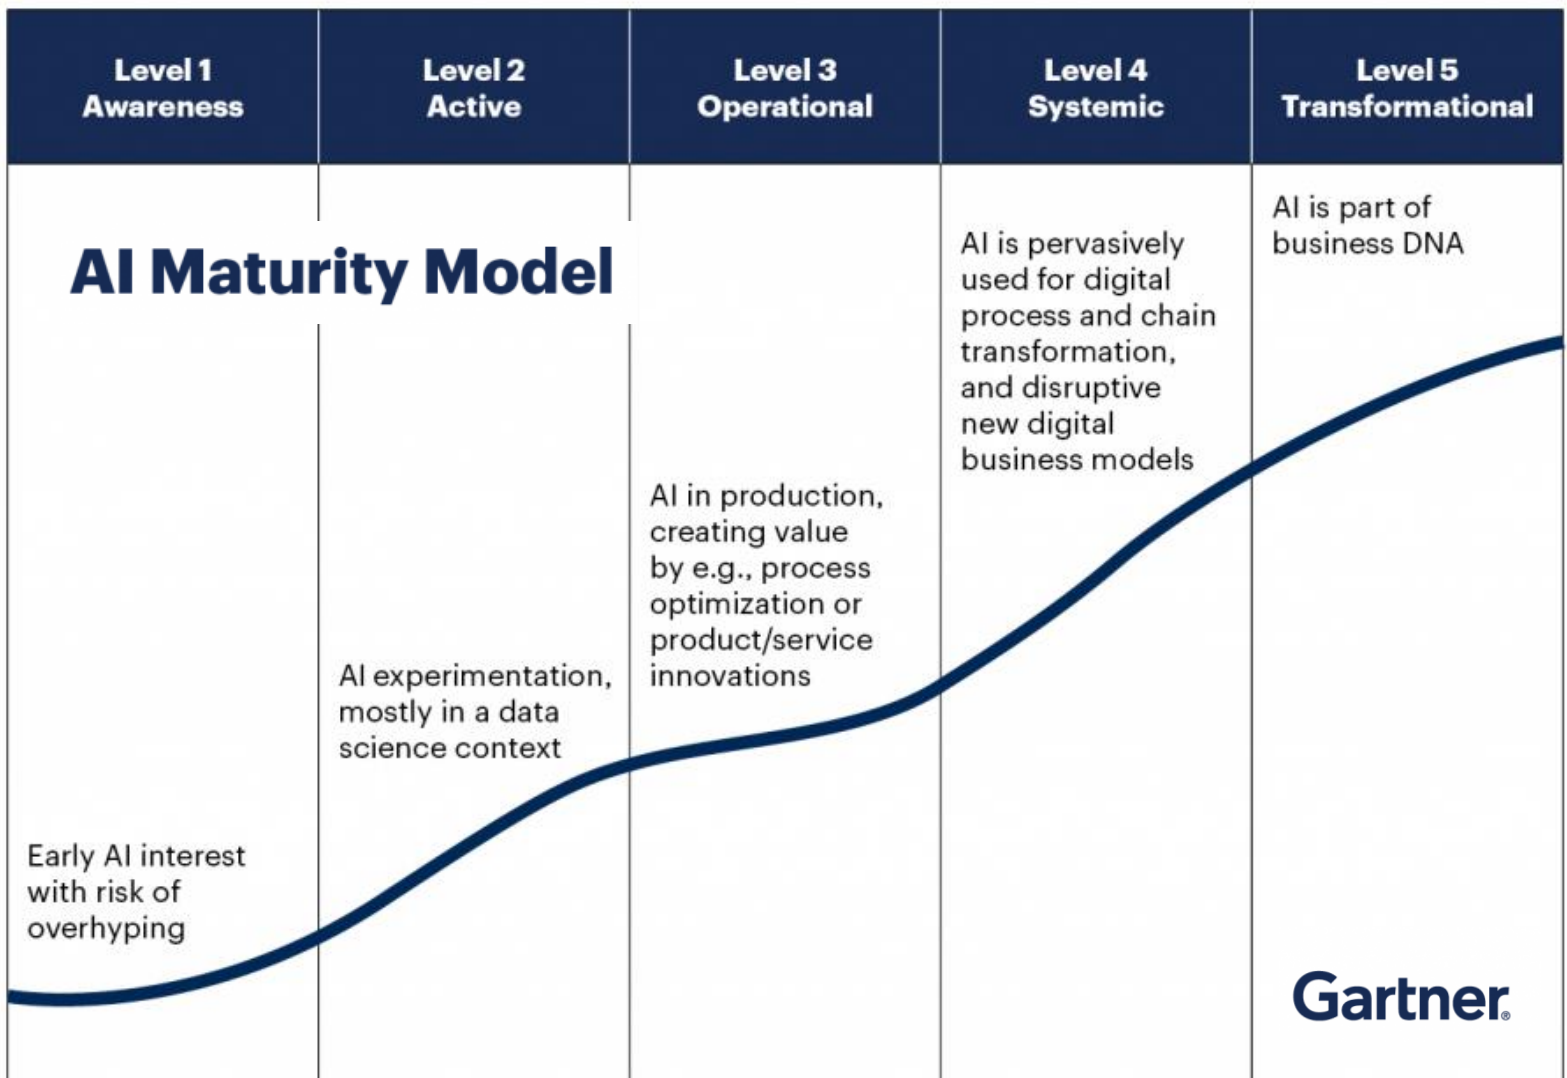 Level 1
Awareness
Level 2
Active
Level 3
Operational
Level 4
Systemic
Level 5
Transformational
AI Maturity Model
Early AI interest
with risk of
overhyping
AI experimentation,
mostly in a data
science context
AI in production,
creating value
by e.g., process
optimization or
product/service
innovations
AI is pervasively
used for digital
process and chain
transformation,
and disruptive
new digital
business models
AI is part of
business DNA
Gartner®